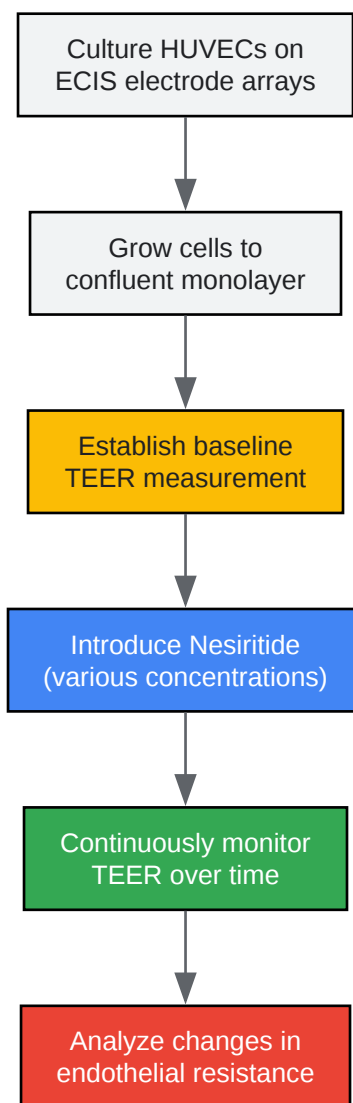 Culture HUVECs on
ECIS electrode arrays
Grow cells to
confluent monolayer
Establish baseline
TEER measurement
Introduce Nesiritide
(various concentrations)
Continuously monitor
TEER over time
Analyze changes in
endothelial resistance